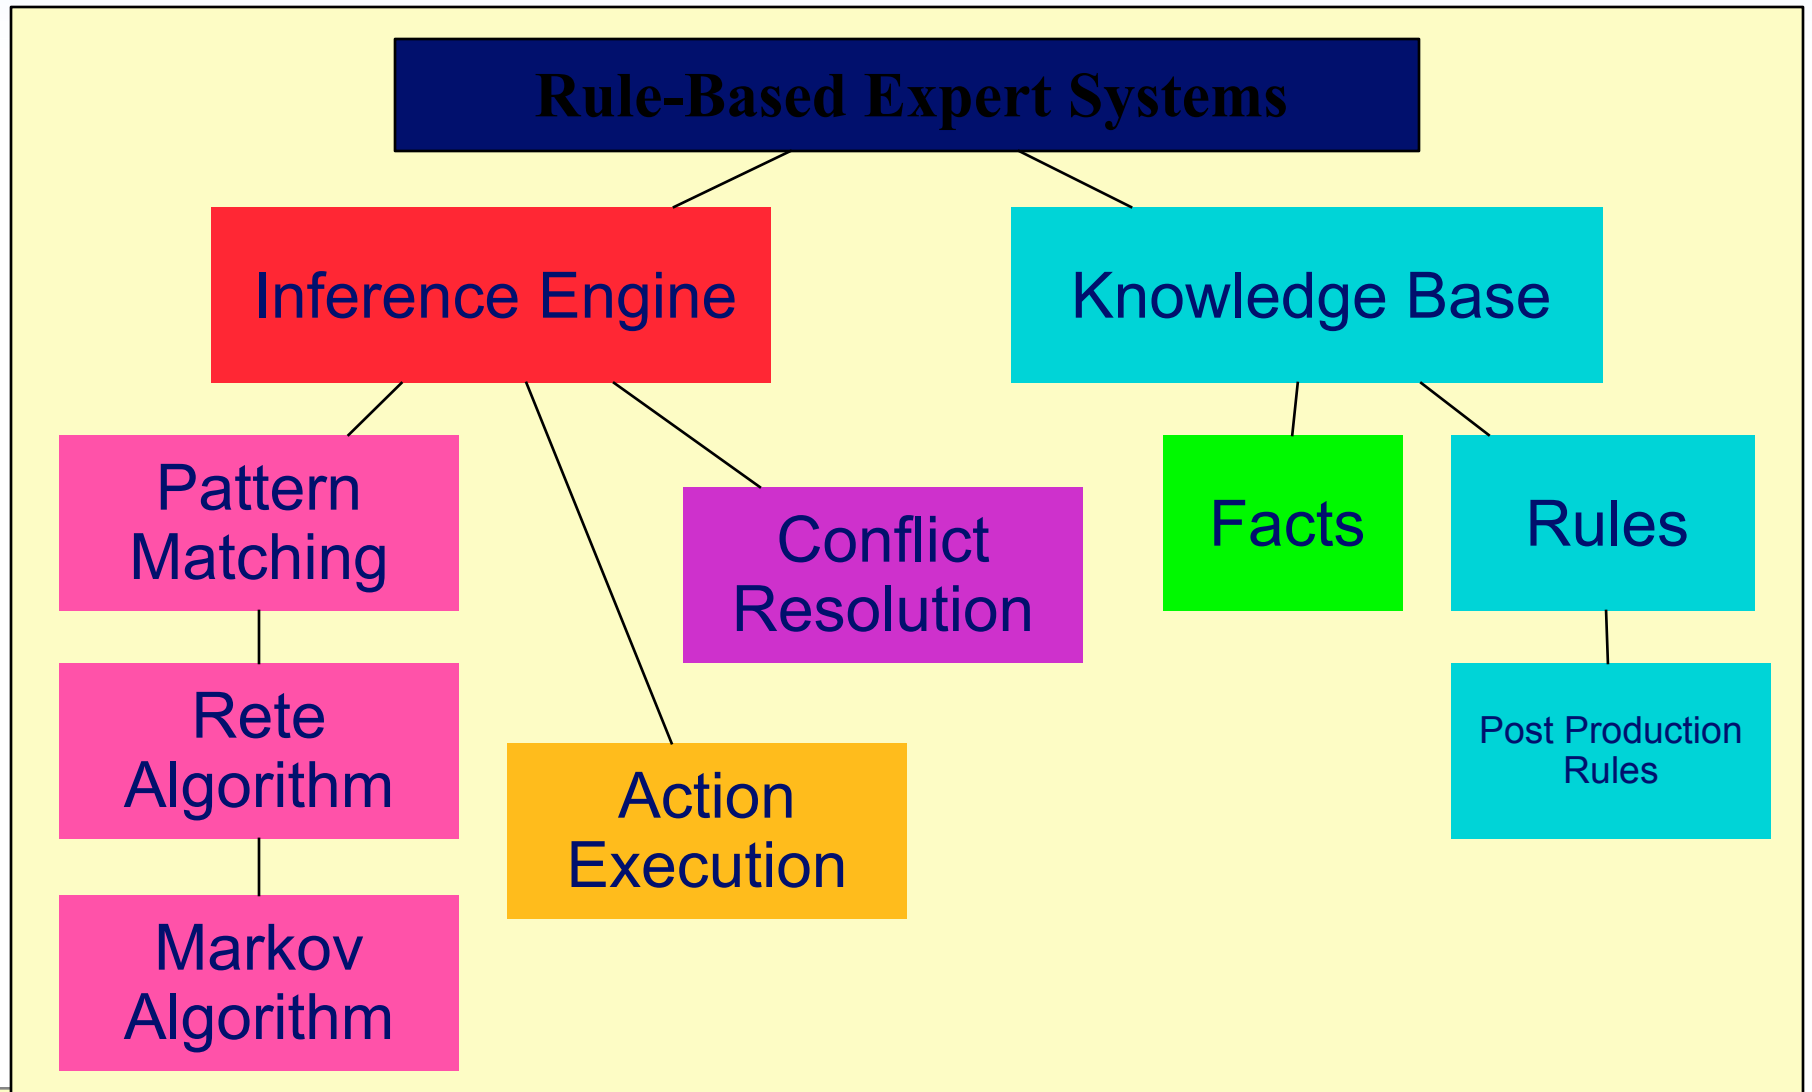 Rule-Based Expert Systems
Inference Engine
Knowledge Base
Pattern
Matching
Conflict
Resolution
Facts
Rules
Rete
Algorithm
Action
Execution
Post Production
Rules
Markov
Algorithm